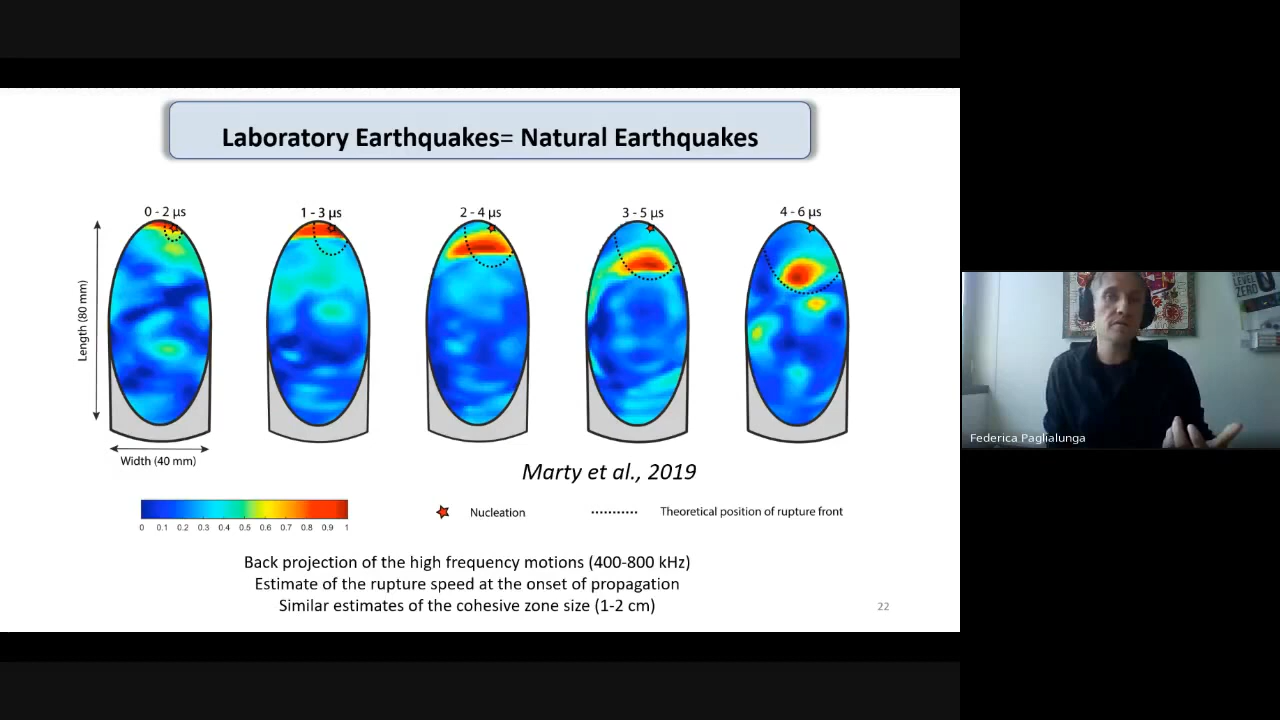 Laboratory Earthquakes= Natural Earthquakes
0 - 2 µs
1 - 3 µs
2 - 4 µs
3 - 5 µs
4 - 6 µs
Length (80 mm)
Width (40 mm)
Marty et al., 2019
0 0.1 0.2 0.3 0.4 0.5 0.6 0.7 0.8 0.9 1
Nucleation
Theoretical position of rupture front
Back projection of the high frequency motions (400-800 kHz)
Estimate of the rupture speed at the onset of propagation
Similar estimates of the cohesive zone size (1-2 cm)
22
LEVEL
ZERO
Federica Paglialunga